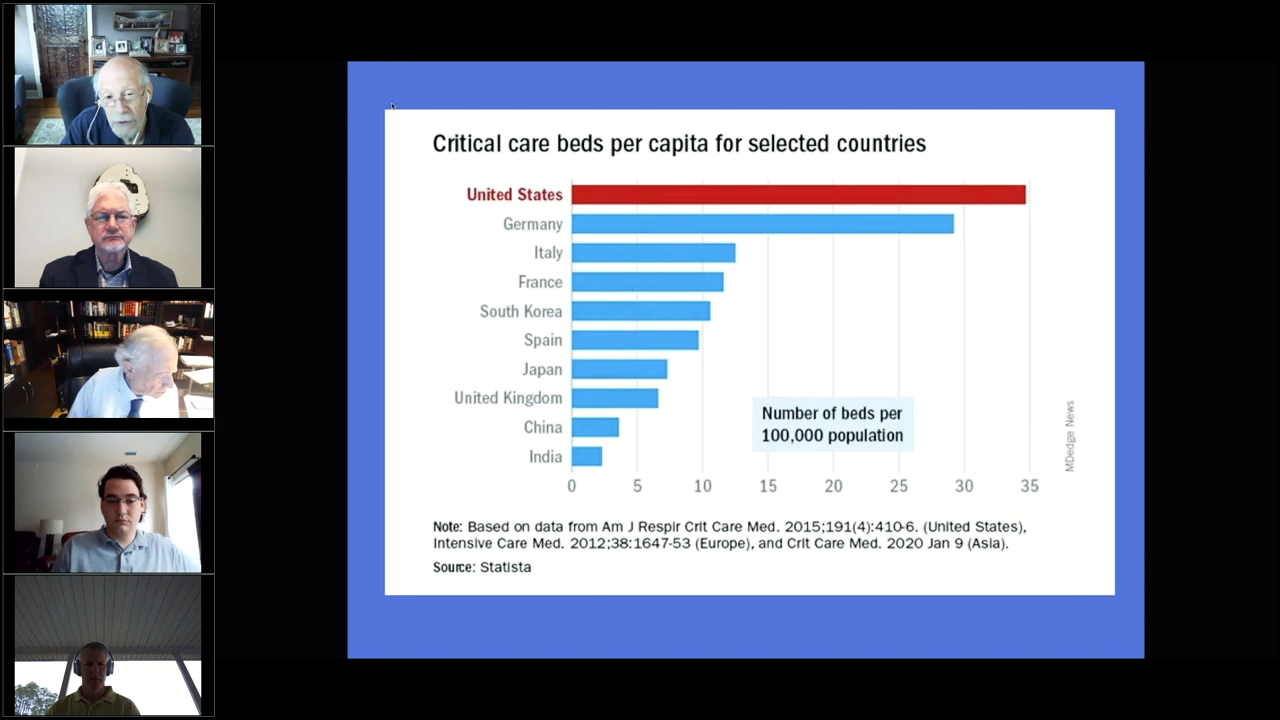 Critical care beds per capita for selected countries
United States
Germany
Italy
France
South Korea
Spain
Japan
United Kingdom
China
India
Number of beds per
100,000 population
0 5 10 15 20 25 30 35
MDedge News
Note: Based on data from Am J Respir Crit Care Med. 2015;191(4):410-6. (United States),
Intensive Care Med. 2012;38:1647-53 (Europe), and Crit Care Med. 2020 Jan 9 (Asia).
Source: Statista